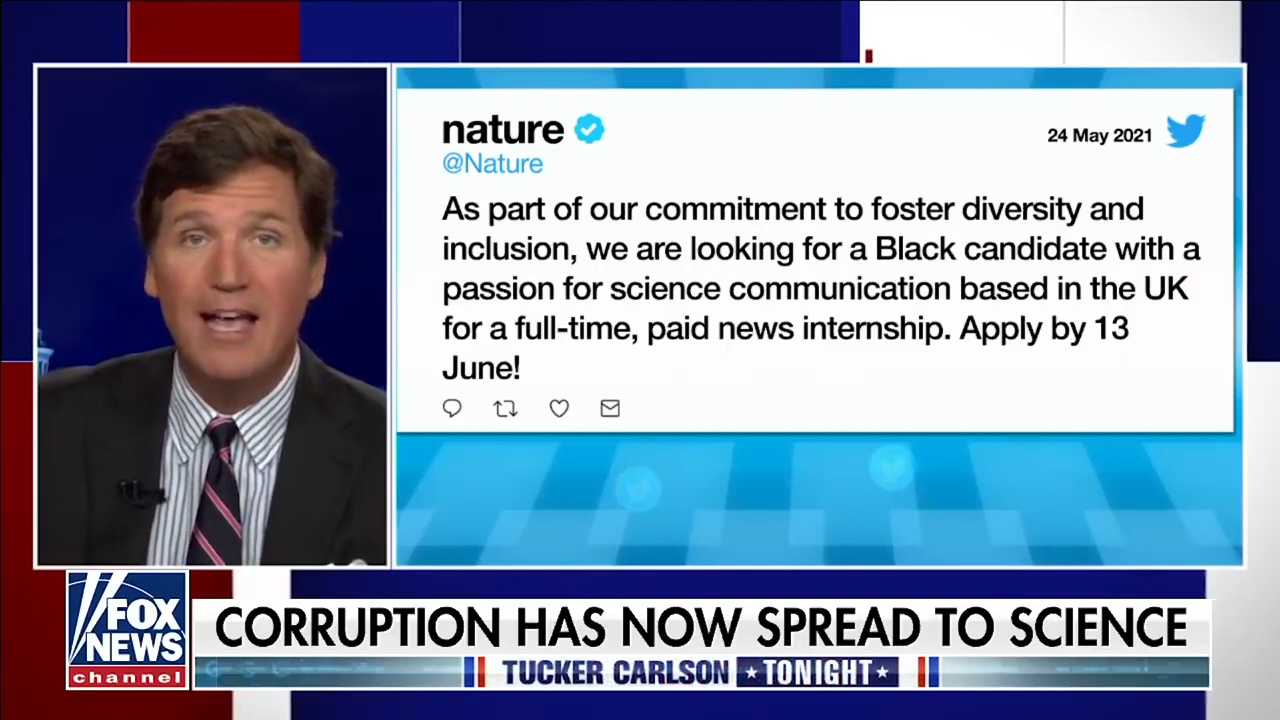 nature
@Nature
24 May 2021
As part of our commitment to foster diversity and
inclusion, we are looking for a Black candidate with a
passion for science communication based in the UK
for a full-time, paid news internship. Apply by 13
June!
FOX
NEWS
channel
CORRUPTION HAS NOW SPREAD TO SCIENCE
TUCKER CARLSON TONIGHT